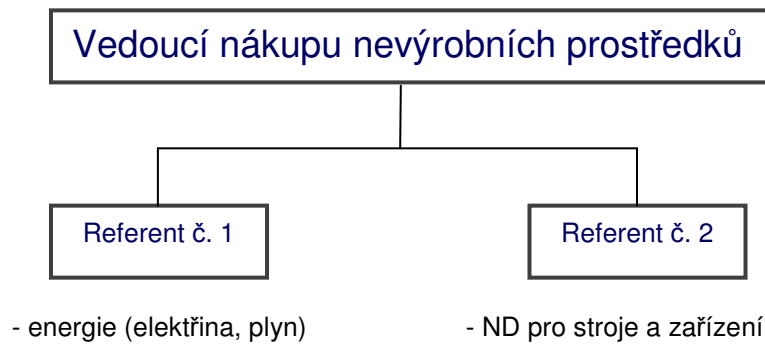 Vedoucí nákupu nevýrobních prostředků
Referent č. 1
Referent č. 2
- energie (elektřina, plyn)
- ND pro stroje a zařízení